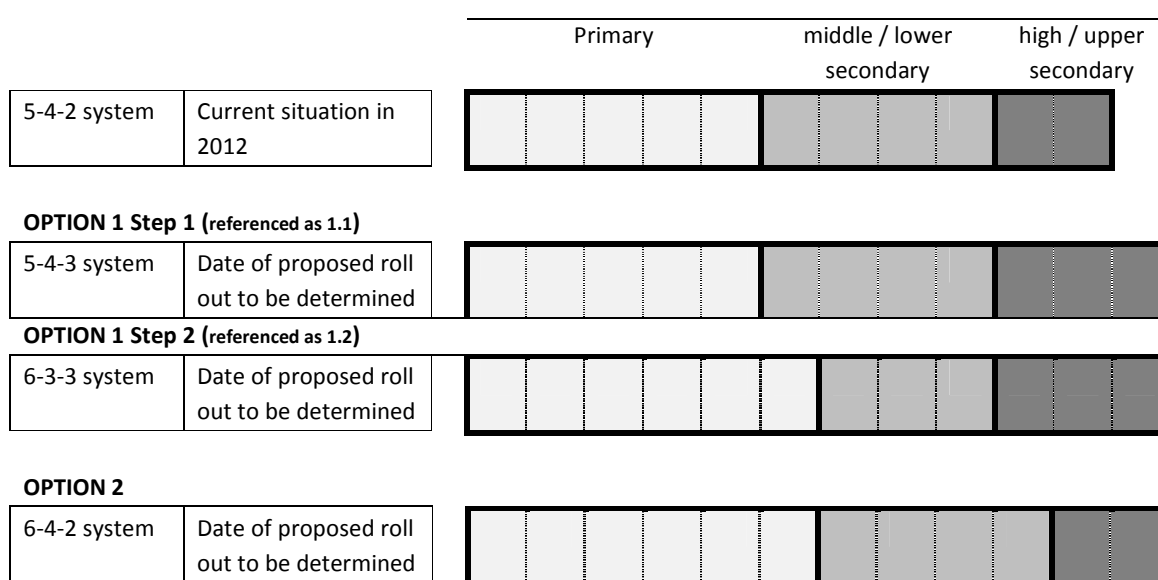 Primary middle / lower secondary high / upper secondary
5-4-2 system Current situation in 2012
OPTION 1 Step 1 (referenced as 1.1)
5-4-3 system Date of proposed roll out to be determined
OPTION 1 Step 2 (referenced as 1.2)
6-3-3 system Date of proposed roll out to be determined
OPTION 2
6-4-2 system Date of proposed roll out to be determined